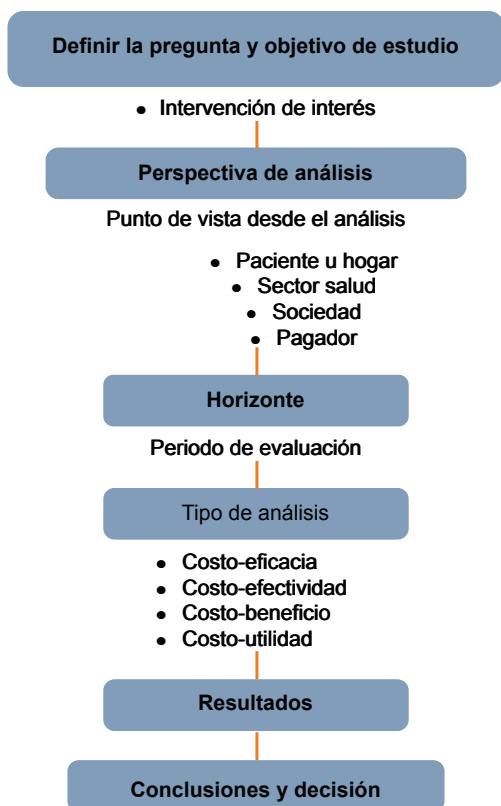 Definir la pregunta y objetivo de estudio
• Intervención de interés
Perspectiva de análisis
Punto de vista desde el análisis
• Paciente u hogar
• Sector salud
• Sociedad
• Pagador
Horizonte
Periodo de evaluación
Tipo de análisis
• Costo-eficacia
• Costo-efectividad
• Costo-beneficio
• Costo-utilidad
Resultados
Conclusiones y decisión